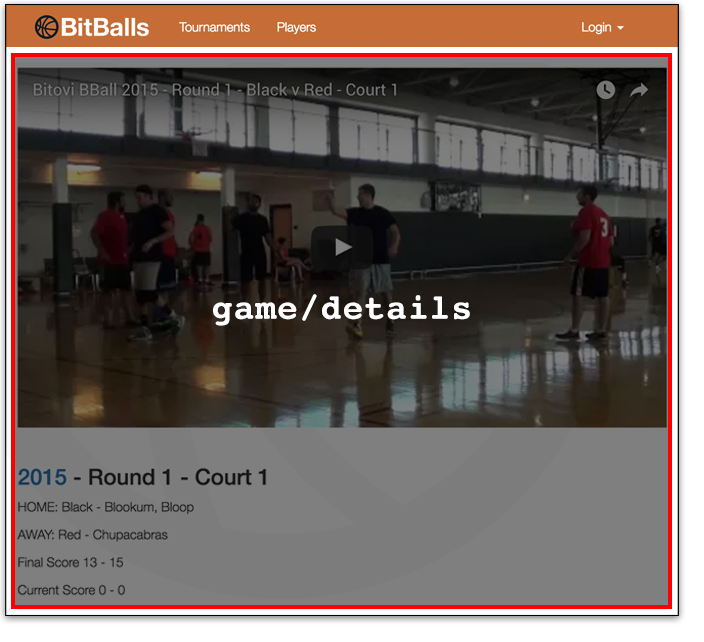 BitBalls Tournaments Players Login
Bitovi BBall 2015 - Round 1 - Black v Red - Court 1
3
game/details
2015 - Round 1 - Court 1
HOME: Black - Blookum, Bloop
AWAY: Red - Chupacabras
Final Score 13 - 15
Current Score 0 - 0